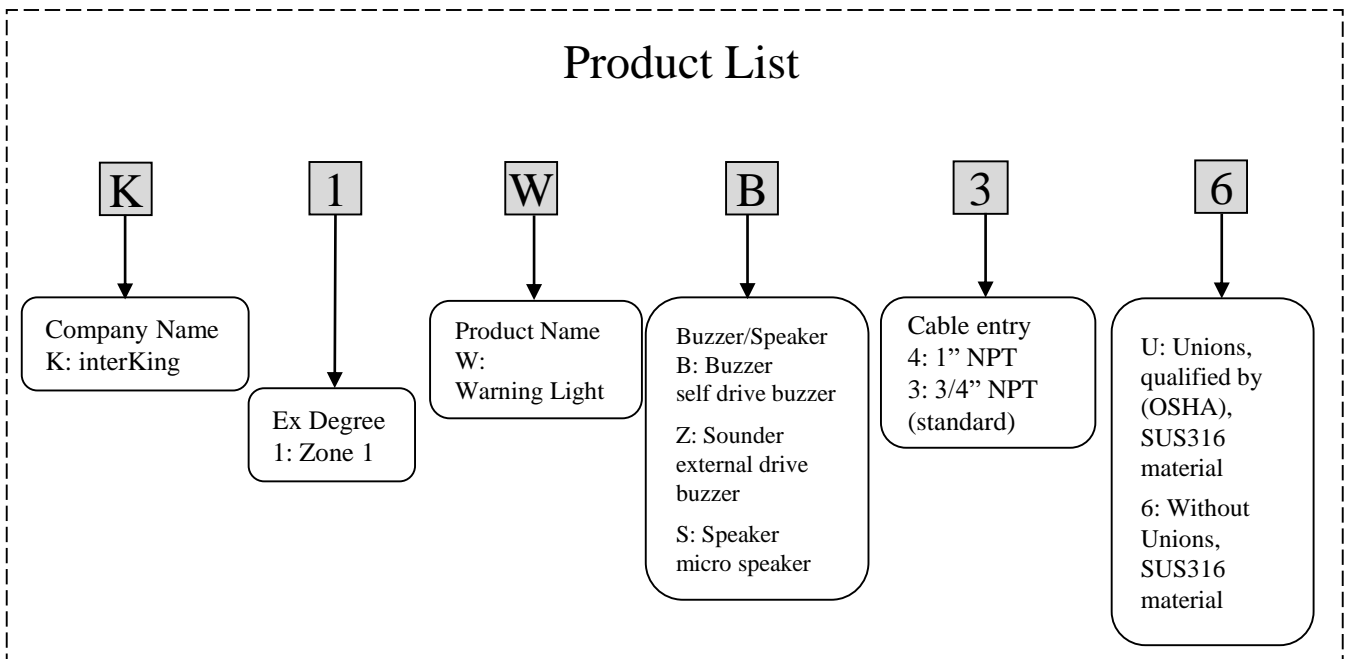 Product List
K 1 W B 3 6
Company Name
K: interKing
Ex Degree
1: Zone 1
Product Name
W:
Warning Light
Buzzer/Speaker
B: Buzzer
self drive buzzer
Z: Sounder
external drive
buzzer
S: Speaker
micro speaker
Cable entry
4: 1” NPT
3: 3/4” NPT
(standard)
U: Unions,
qualified by
(OSHA),
SUS316
material
6: Without
Unions,
SUS316
material